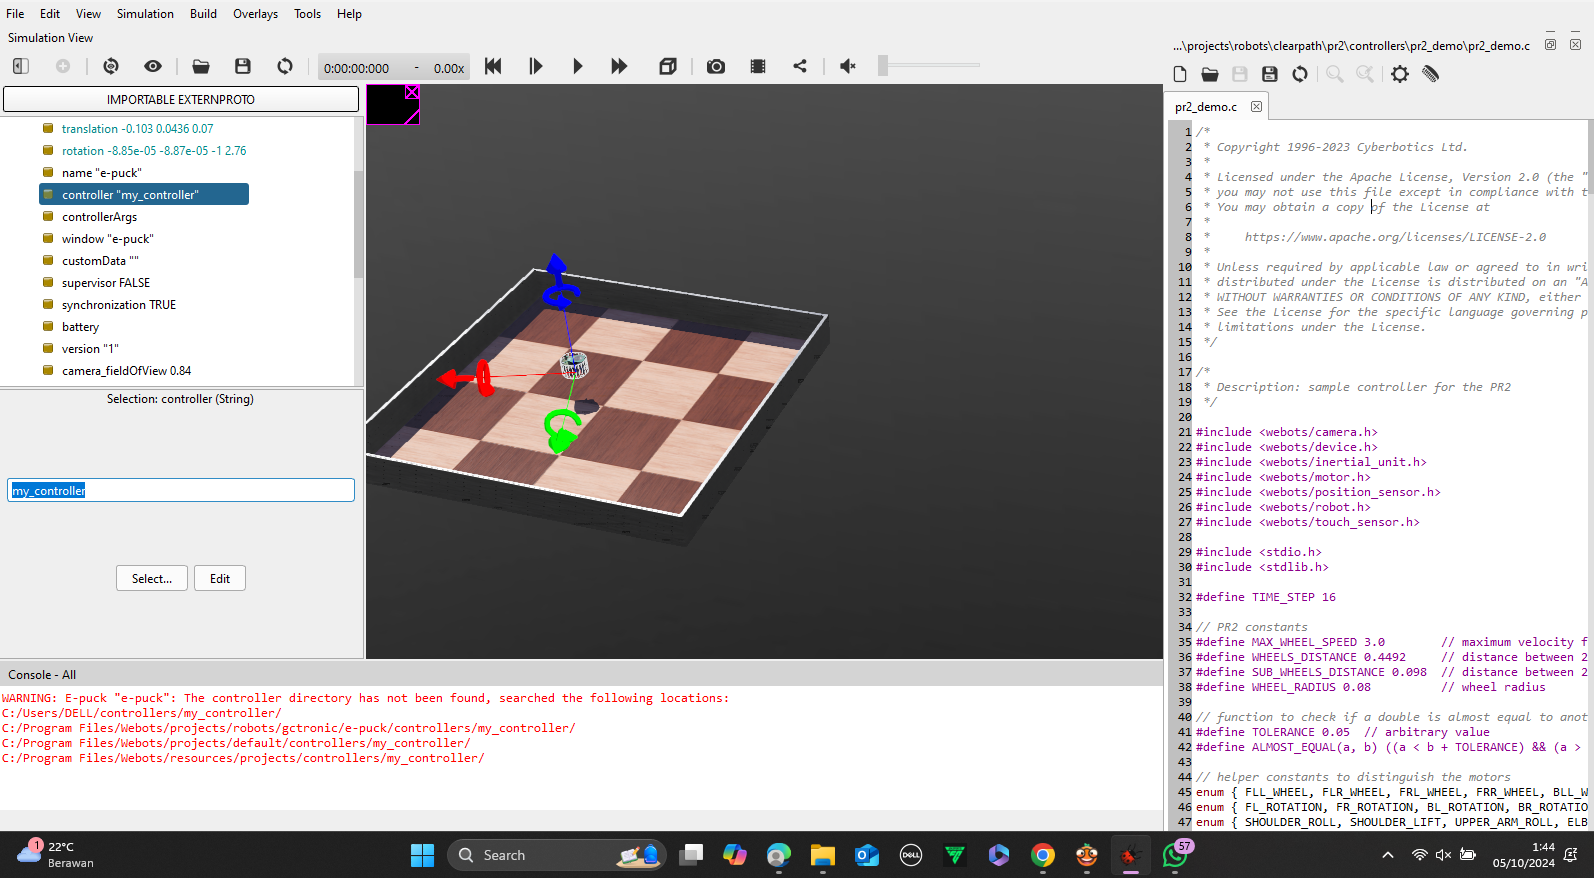 File Edit View Simulation Build Overlays Tools Help
Simulation View
0:00:00:000 - 0.00x
IMPORTABLE EXTERNPROTO
translation -0.103 0.0436 0.07
rotation -8.85e-05 -8.87e-05 -1 2.76
name "e-puck"
controller "my_controller"
controllerArgs
window "e-puck"
customData ""
supervisor FALSE
synchronization TRUE
battery
version "1"
camera_fieldOfView 0.84
Selection: controller (String)
my_controller
Select... Edit
Console - All
WARNING: E-puck "e-puck": The controller directory has not been found, searched the following locations:
C:/Users/DELL/controllers/my_controller/
C:/Program Files/Webots/projects/robots/gctronic/e-puck/controllers/my_controller/
C:/Program Files/Webots/projects/default/controllers/my_controller/
C:/Program Files/Webots/resources/projects/controllers/my_controller/
...\projects\robots\clearpath\pr2\controllers\pr2_demo\pr2_demo.c
pr2_demo.c
1 /*
2 * Copyright 1996-2023 Cyberbotics Ltd.
3 *
4 * Licensed under the Apache License, Version 2.0 (the "
5 * you may not use this file except in compliance with t
6 * You may obtain a copy of the License at
7 *
8 * https://www.apache.org/licenses/LICENSE-2.0
9 *
10 * Unless required by applicable law or agreed to in wri
11 * distributed under the License is distributed on an "A
12 * WITHOUT WARRANTIES OR CONDITIONS OF ANY KIND, either
13 * See the License for the specific language governing p
14 * limitations under the License.
15 */
16
17 /*
18 * Description: sample controller for the PR2
19 */
20
21 #include <webots/camera.h>
22 #include <webots/device.h>
23 #include <webots/inertial_unit.h>
24 #include <webots/motor.h>
25 #include <webots/position_sensor.h>
26 #include <webots/robot.h>
27 #include <webots/touch_sensor.h>
28
29 #include <stdio.h>
30 #include <stdlib.h>
31
32 #define TIME_STEP 16
33
34 // PR2 constants
35 #define MAX_WHEEL_SPEED 3.0 // maximum velocity f
36 #define WHEELS_DISTANCE 0.4492 // distance between 2
37 #define SUB_WHEELS_DISTANCE 0.098 // distance between 2
38 #define WHEEL_RADIUS 0.08 // wheel radius
39
40 // function to check if a double is almost equal to anot
41 #define TOLERANCE 0.05 // arbitrary value
42 #define ALMOST_EQUAL(a, b) ((a < b + TOLERANCE) && (a >
43
44 // helper constants to distinguish the motors
45 enum { FLL_WHEEL, FLR_WHEEL, FRL_WHEEL, FRR_WHEEL, BLL_W
46 enum { FL_ROTATION, FR_ROTATION, BL_ROTATION, BR_ROTATIO
47 enum { SHOULDER_ROLL, SHOULDER_LIFT, UPPER_ARM_ROLL, ELB
1
22°C
Berawan
Search
DELL
57
1:44
05/10/2024